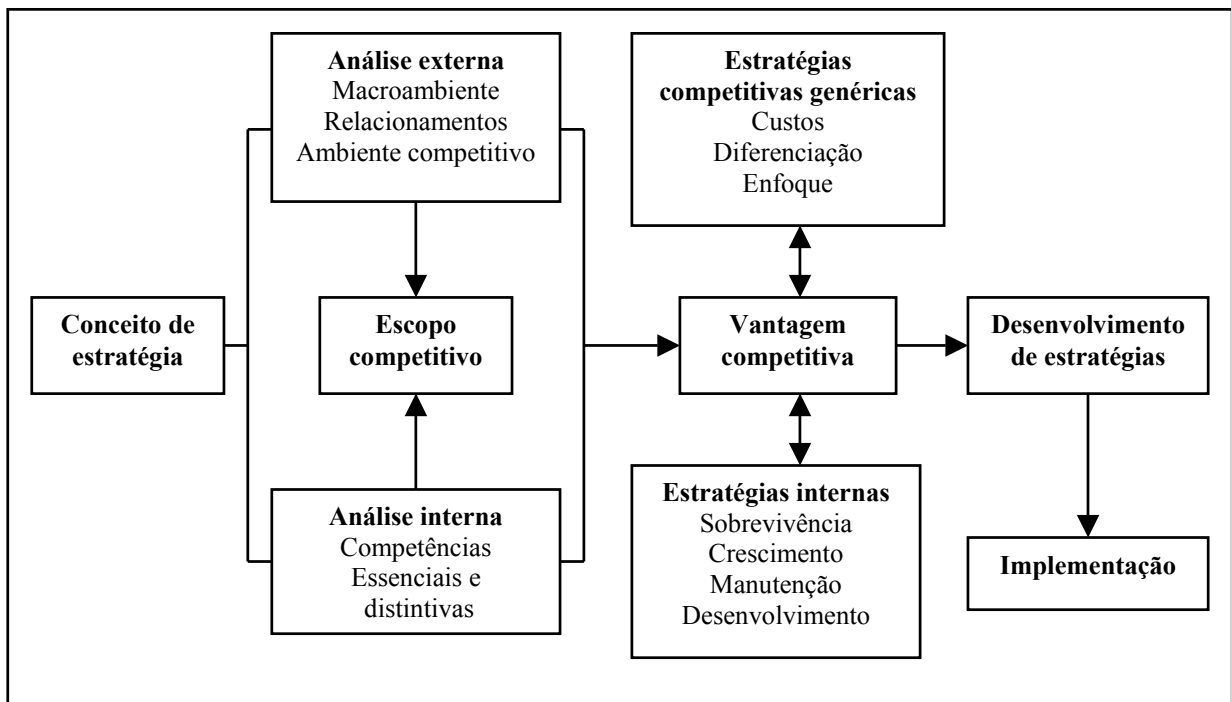 Análise externa
Macroambiente
Relacionamentos
Ambiente competitivo
Estratégias
competitivas genéricas
Custos
Diferenciação
Enfoque
Conceito de
estratégia
Escopo
competitivo
Vantagem
competitiva
Desenvolvimento
de estratégias
Análise interna
Competências
Essenciais e
distintivas
Estratégias internas
Sobrevivência
Crescimento
Manutenção
Desenvolvimento
Implementação